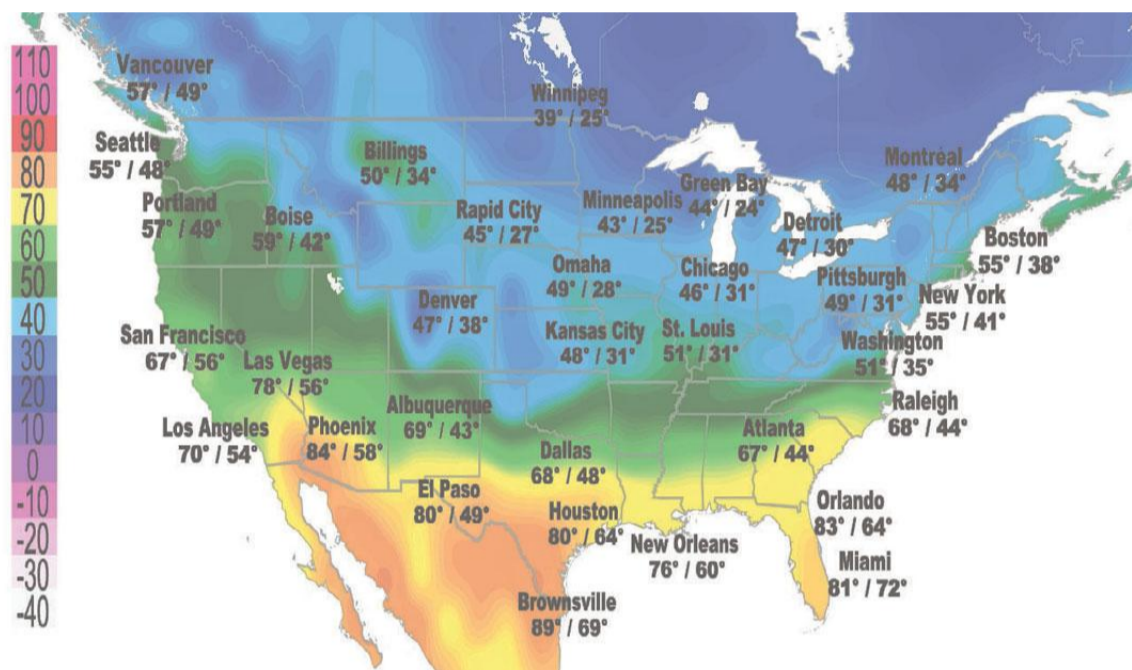 110
100
90
80
70
60
50
40
30
20
10
0
-10
-20
-30
-40
Vancouver
57° / 49°
Winnipeg
39° / 25°
Seattle
55° / 48°
Billings
50° / 34°
Montréal
48° / 34°
Portland
57° / 49°
Boise
59° / 42°
Rapid City
45° / 27°
Minneapolis
43° / 25°
Green Bay
44° / 24°
Detroit
47° / 30°
Boston
55° / 38°
Omaha
49° / 28°
Chicago
46° / 31°
Pittsburgh
49° / 31°
New York
55° / 41°
Denver
47° / 38°
Kansas City
48° / 31°
St. Louis
51° / 31°
Washington
51° / 35°
San Francisco
67° / 56°
Las Vegas
78° / 56°
Albuquerque
69° / 43°
Raleigh
68° / 44°
Los Angeles
70° / 54°
Phoenix
84° / 58°
Dallas
68° / 48°
Atlanta
67° / 44°
El Paso
80° / 49°
Houston
80° / 64°
Orlando
83° / 64°
New Orleans
76° / 60°
Miami
81° / 72°
Brownsville
89° / 69°